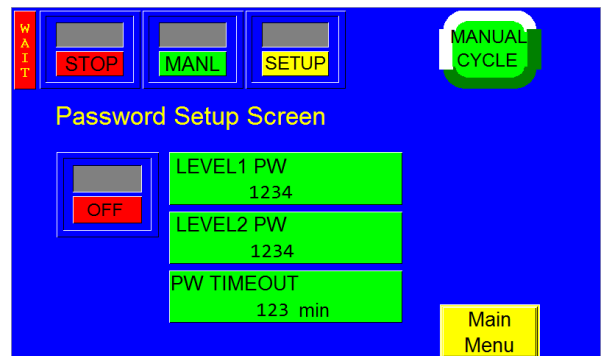 WAIT
STOP
MANL
SETUP
MANUAL
CYCLE
Password Setup Screen
OFF
LEVEL1 PW
1234
LEVEL2 PW
1234
PW TIMEOUT
123 min
Main
Menu